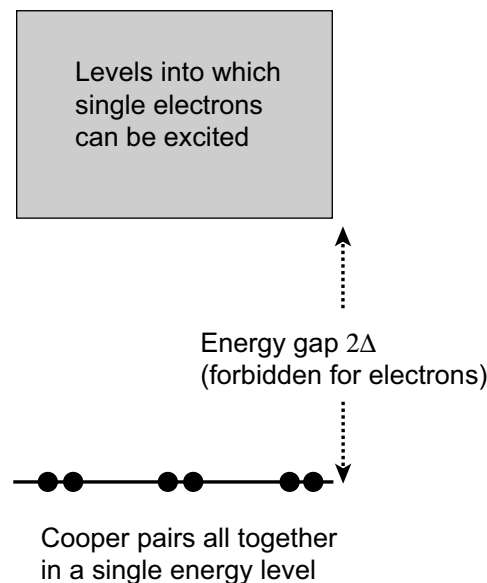 Levels into which
single electrons
can be excited
Energy gap 2Δ
(forbidden for electrons)
Cooper pairs all together
in a single energy level